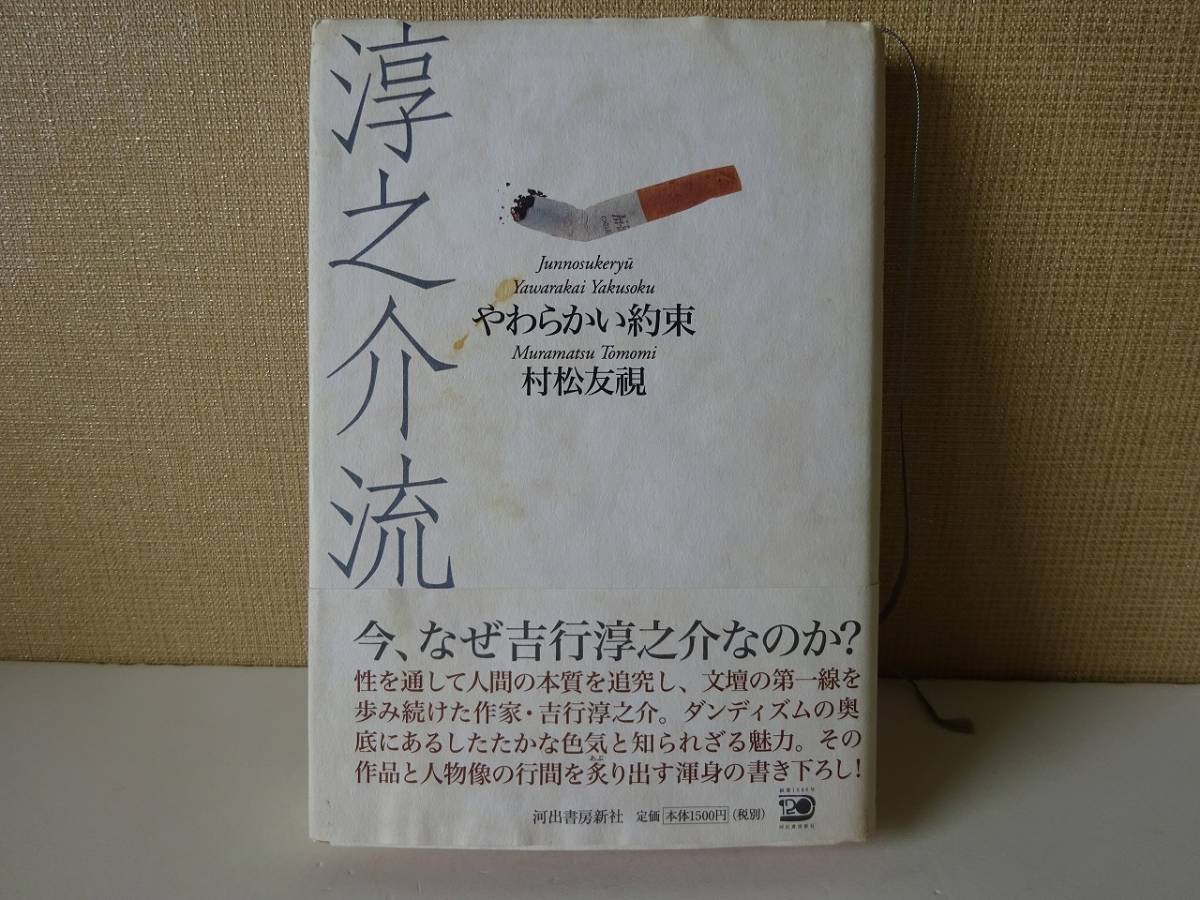 淳之介流
Junnosukeryū
Yawarakai Yakusoku
やわらかい約束
Muramatsu Tomomi
村松友視
今、なぜ吉行淳之介なのか?
性を通して人間の本質を追究し、文壇の第一線を
歩み続けた作家・吉行淳之介。ダンディズムの奥
底にあるしたたかな色気と知られざる魅力。その
作品と人物像の行間を炙り出す渾身の書き下ろし!
あぶ
河出書房新社 定価 本体1500円 (税別)
120